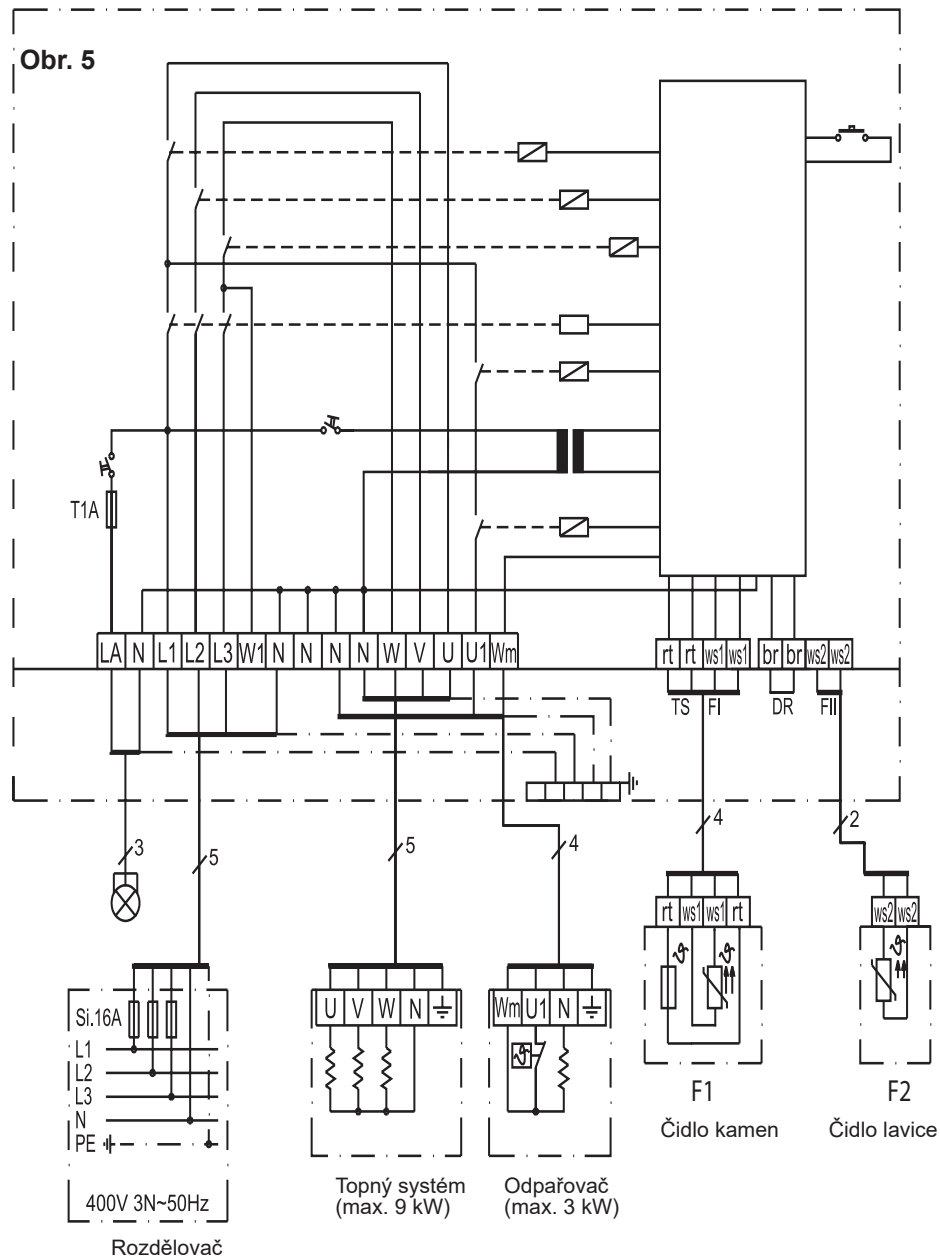 Obr. 5
T1A
LA N L1 L2 L3 W1 N N N N W V U U1 Wm
rt rt ws1 ws1 br br ws2 ws2
TS FI DR FII
3 5 5 4 4 2
rt ws1 ws1 rt
ws2 ws2
U V W N
Wm U1 N
Si.16A
L1
L2
L3
N
PE
400V 3N~50Hz
Rozdělovač
Topný systém
(max. 9 kW)
Odpařovač
(max. 3 kW)
F1
Čidlo kamen
F2
Čidlo lavice